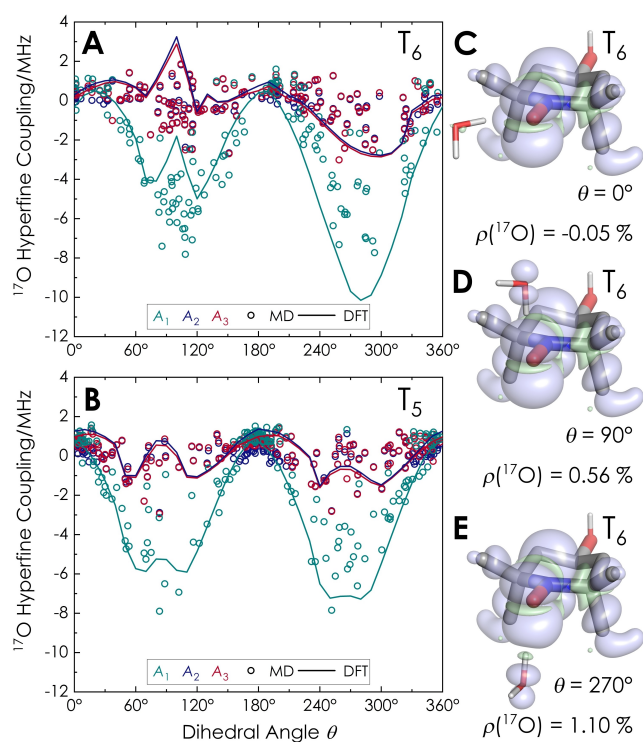 A
T₆
¹⁷O Hyperfine Coupling/MHz
4
2
0
-2
-4
-6
-8
-10
-12
A₁ A₂ A₃ MD DFT
0° 60° 120° 180° 240° 300° 360°
B
T₅
¹⁷O Hyperfine Coupling/MHz
4
2
0
-2
-4
-6
-8
-10
-12
A₁ A₂ A₃ MD DFT
0° 60° 120° 180° 240° 300° 360°
Dihedral Angle θ
C
T₆
θ = 0°
ρ(¹⁷O) = -0.05 %
D
T₆
θ = 90°
ρ(¹⁷O) = 0.56 %
E
T₆
θ = 270°
ρ(¹⁷O) = 1.10 %